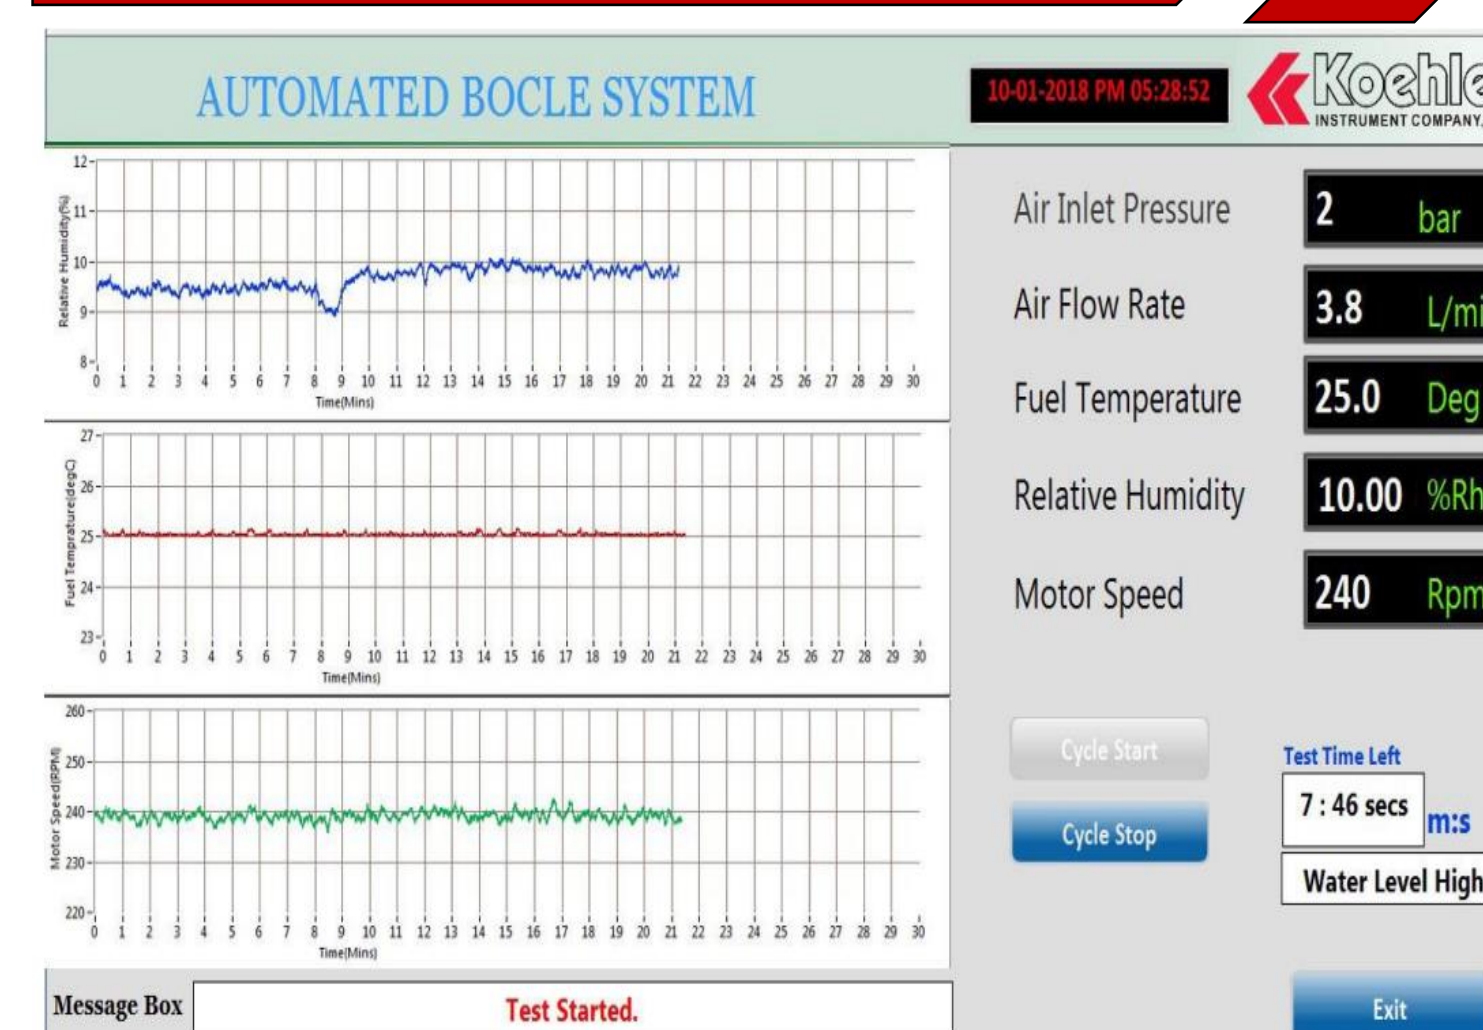 AUTOMATED BOCLE SYSTEM
10-01-2018 PM 05:28:52
Koehle
INSTRUMENT COMPANY,
12
11
10
9
8
Relative Humidity(%)
0 1 2 3 4 5 6 7 8 9 10 11 12 13 14 15 16 17 18 19 20 21 22 23 24 25 26 27 28 29 30
Time(Mins)
27
26
25
24
23
Fuel Temprature(degC)
0 1 2 3 4 5 6 7 8 9 10 11 12 13 14 15 16 17 18 19 20 21 22 23 24 25 26 27 28 29 30
Time(Mins)
260
250
240
230
220
Motor Speed(RPM)
0 1 2 3 4 5 6 7 8 9 10 11 12 13 14 15 16 17 18 19 20 21 22 23 24 25 26 27 28 29 30
Time(Mins)
Message Box
Test Started.
Air Inlet Pressure 2 bar
Air Flow Rate 3.8 L/mi
Fuel Temperature 25.0 Deg
Relative Humidity 10.00 %Rh
Motor Speed 240 Rpm
Cycle Start
Cycle Stop
Test Time Left
7 : 46 secs
m:s
Water Level High
Exit